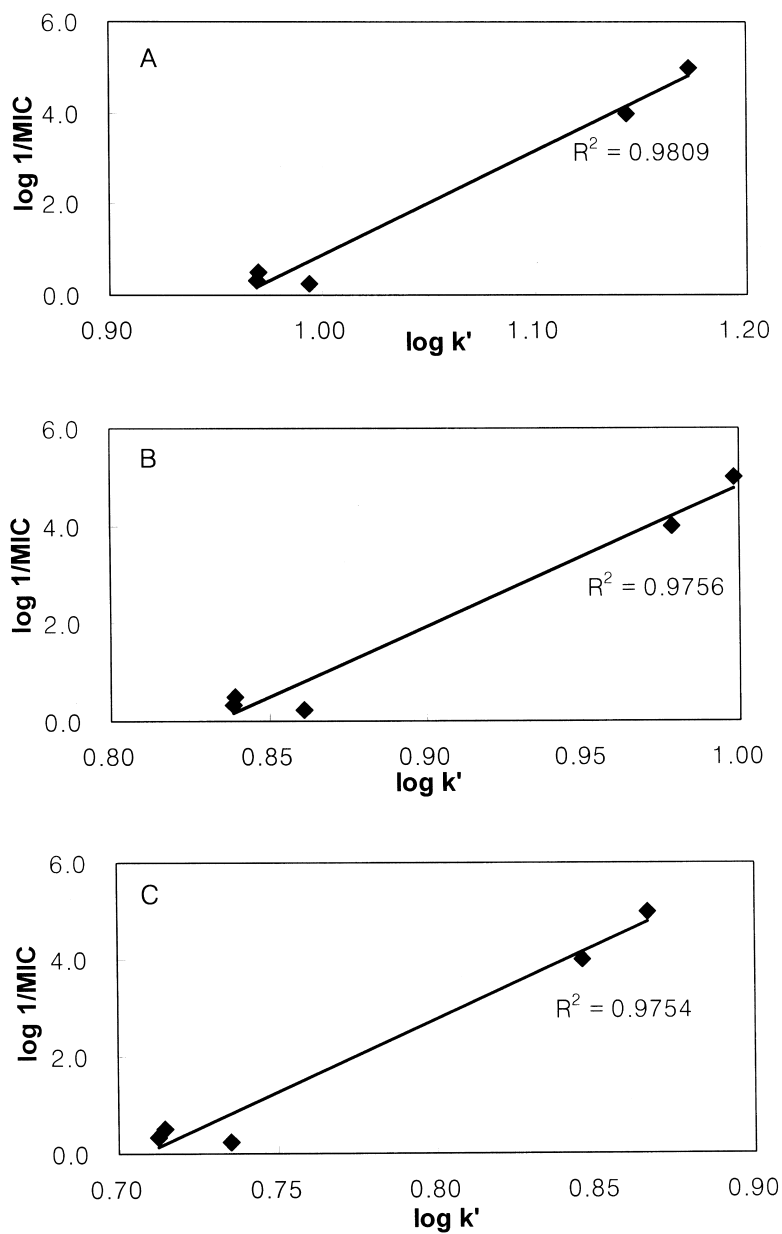 6.0
A
log 1/MIC
4.0
R² = 0.9809
2.0
0.0
0.90 1.00 1.10 1.20
log k'
6.0
B
log 1/MIC
4.0
R² = 0.9756
2.0
0.0
0.80 0.85 0.90 0.95 1.00
log k'
6.0
C
log 1/MIC
4.0
R² = 0.9754
2.0
0.0
0.70 0.75 0.80 0.85 0.90
log k'